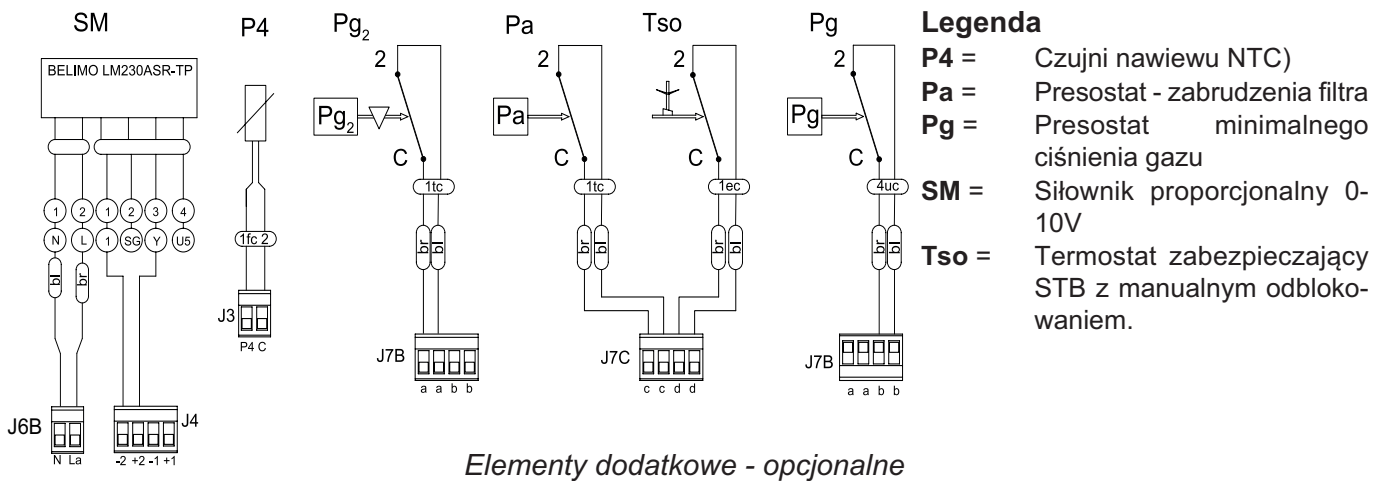 SM
P4
Pg2
Pa
Tso
Pg
BELIMO LM230ASR-TP
2
2
2
2
Pg2
Pa
Pg
C
C
C
C
1 2 1 2 3 4
N L 1 SG Y U5
1fc 2
1tc
1tc
1ec
4uc
bl br
br bl
br bl
br bl
br bl
J3
P4 C
J7B
a a b b
J7C
c c d d
J7B
a a b b
J6B
N La
J4
-2 +2 -1 +1
Legenda
P4 = Czujni nawiewu NTC)
Pa = Presostat - zabrudzenia filtra
Pg = Presostat minimalnego
ciśnienia gazu
SM = Siłownik proporcjonalny 0-
10V
Tso = Termostat zabezpieczający
STB z manualnym odbloko-
waniem.
Elementy dodatkowe - opcjonalne